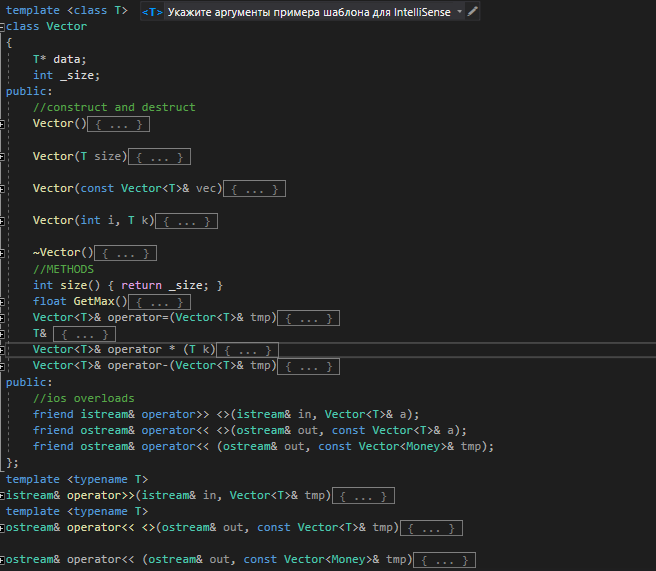 template <class T> <T> Укажите аргументы примера шаблона для IntelliSense
class Vector
{
T* data;
int _size;
public:
//construct and destruct
Vector(){ ... }
Vector(T size){ ... }
Vector(const Vector<T>& vec){ ... }
Vector(int i, T k){ ... }
~Vector(){ ... }
//METHODS
int size() { return _size; }
float GetMax(){ ... }
Vector<T>& operator=(Vector<T>& tmp){ ... }
T& { ... }
Vector<T>& operator * (T k){ ... }
Vector<T>& operator-(Vector<T>& tmp){ ... }
public:
//ios overloads
friend istream& operator>> <>(istream& in, Vector<T>& a);
friend ostream& operator<< <>(ostream& out, const Vector<T>& a);
friend ostream& operator<< (ostream& out, const Vector<Money>& tmp);
};
template <typename T>
istream& operator>>(istream& in, Vector<T>& tmp){ ... }
template <typename T>
ostream& operator<< <>(ostream& out, const Vector<T>& tmp){ ... }
ostream& operator<< (ostream& out, const Vector<Money>& tmp){ ... }